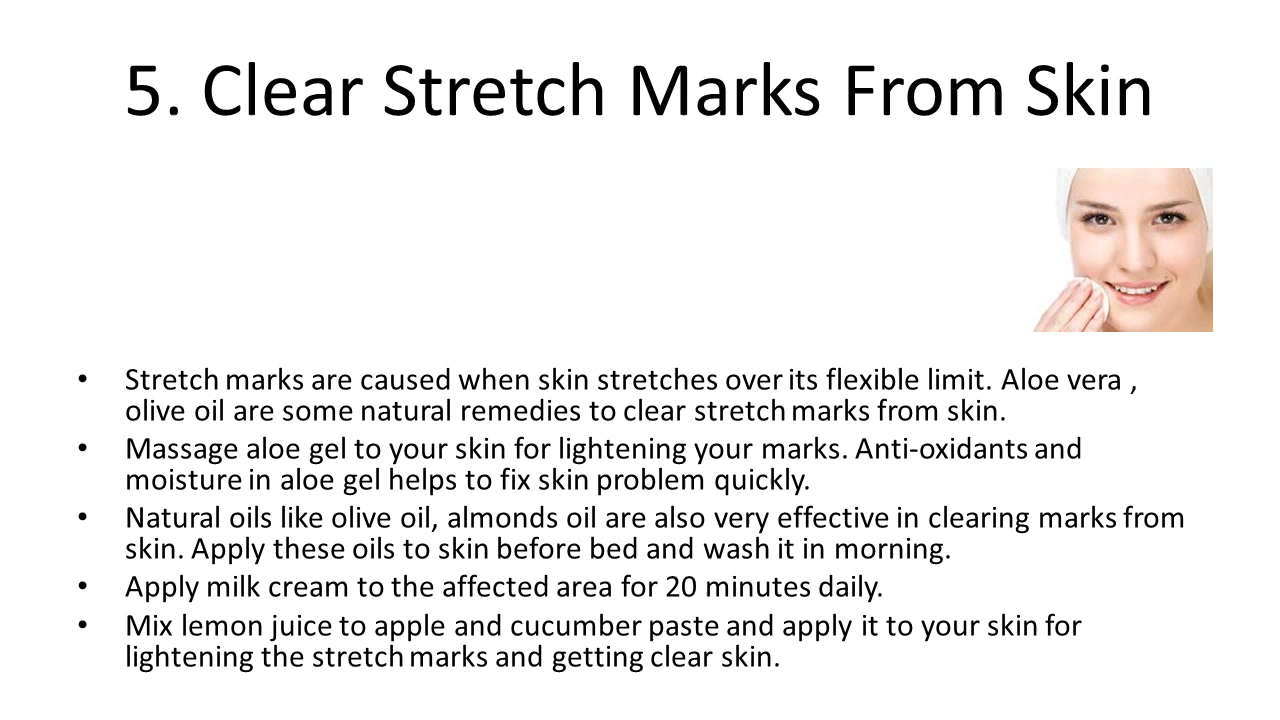 5. Clear Stretch Marks From Skin
• Stretch marks are caused when skin stretches over its flexible limit. Aloe vera ,
olive oil are some natural remedies to clear stretch marks from skin.
• Massage aloe gel to your skin for lightening your marks. Anti-oxidants and
moisture in aloe gel helps to fix skin problem quickly.
• Natural oils like olive oil, almonds oil are also very effective in clearing marks from
skin. Apply these oils to skin before bed and wash it in morning.
• Apply milk cream to the affected area for 20 minutes daily.
• Mix lemon juice to apple and cucumber paste and apply it to your skin for
lightening the stretch marks and getting clear skin.